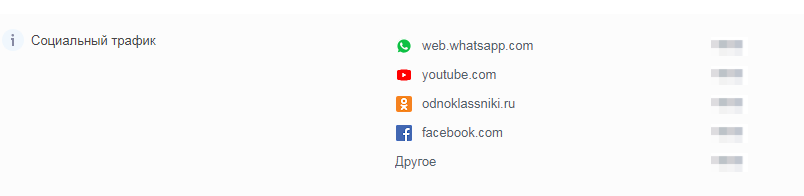 Социальный трафик
web.whatsapp.com
youtube.com
odnoklassniki.ru
facebook.com
Другое